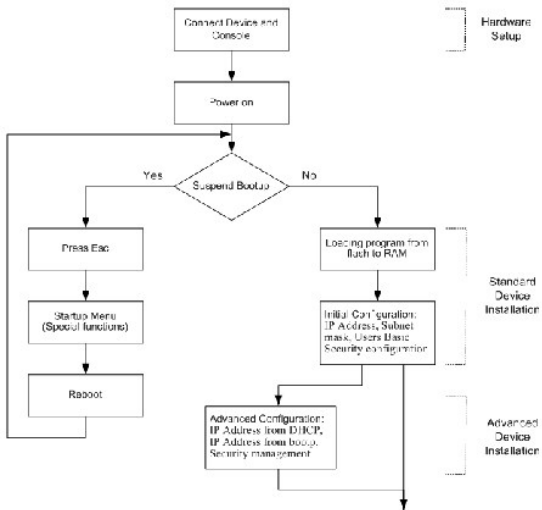 Connect Device and
Console
Hardware
Setup
Power on
Yes
Suspend Bootup
No
Press Esc
Loading program from
flash to RAM
Startup Menu
(Special functions)
Initial Configuration:
IP Address, Subnet
mask, Users Basic
Security configuration
Standard
Device
Installation
Reboot
Advanced Configuration:
IP Address from DHCP,
IP Address from bootp,
Security management
Advanced
Device
Installation